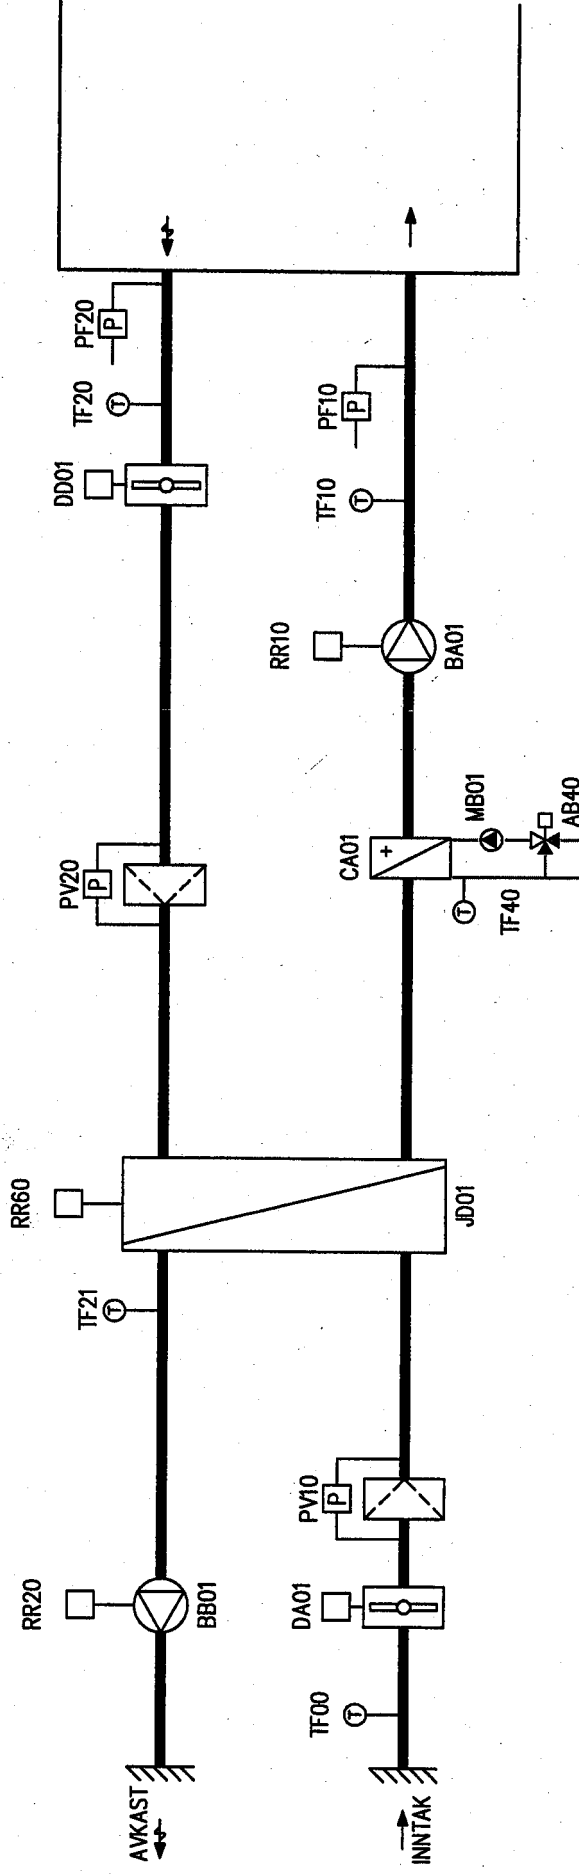 AVKAST
RR20
BB01
TF21
RR60
PV20
P
DD01
TF20
T
PF20
P
INNTAK
TF00
T
DA01
PV10
P
JD01
CA01
+
TF40
T
MB01
AB40
RR10
BA01
TF10
T
PF10
P
T